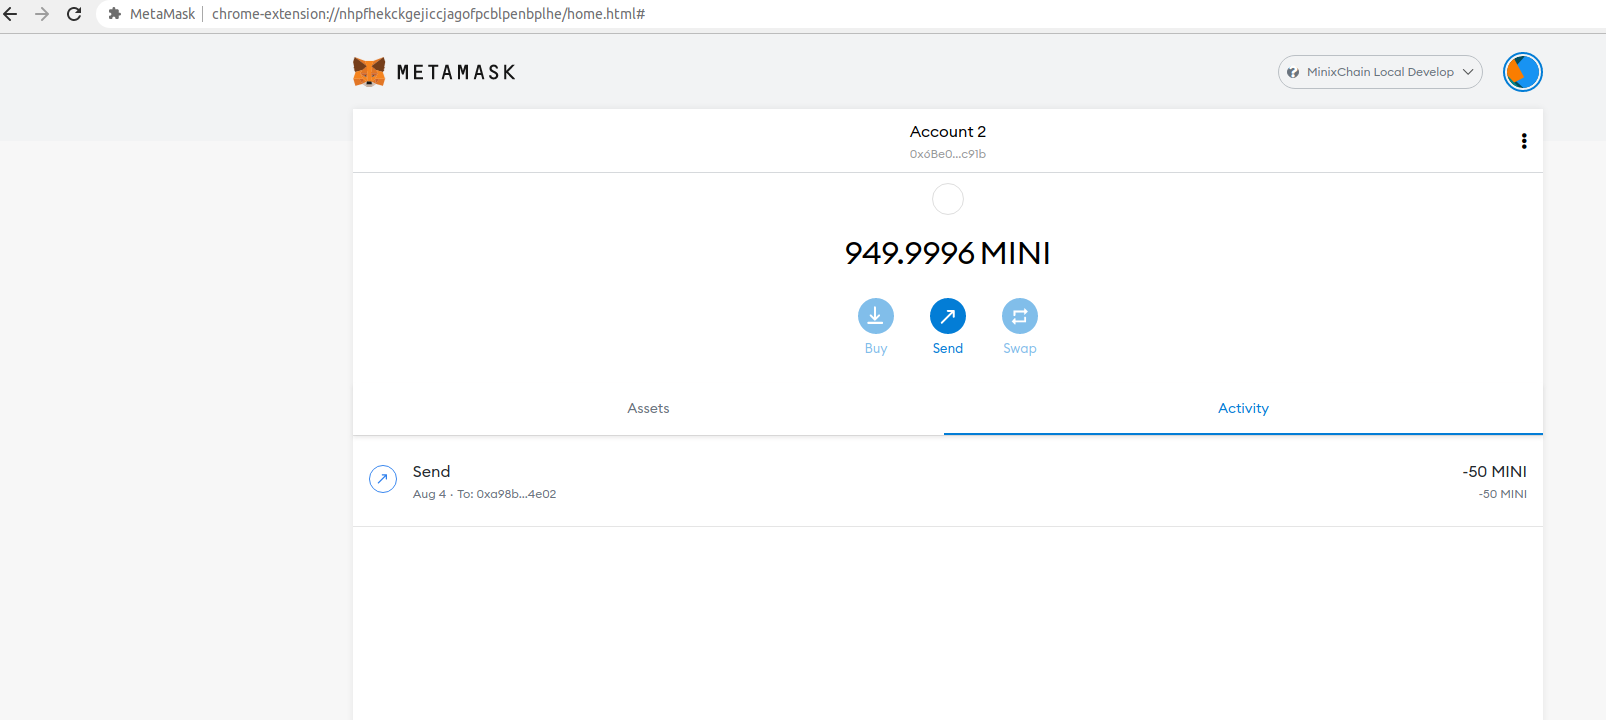 MetaMask chrome-extension://nhpfhekckgejiccjagofpcblpenbplhe/home.html#
METAMASK
MinixChain Local Develop
Account 2
0x6Be0...c91b
949.9996 MINI
Buy Send Swap
Assets Activity
Send -50 MINI
Aug 4 · To: 0xa98b...4e02 -50 MINI